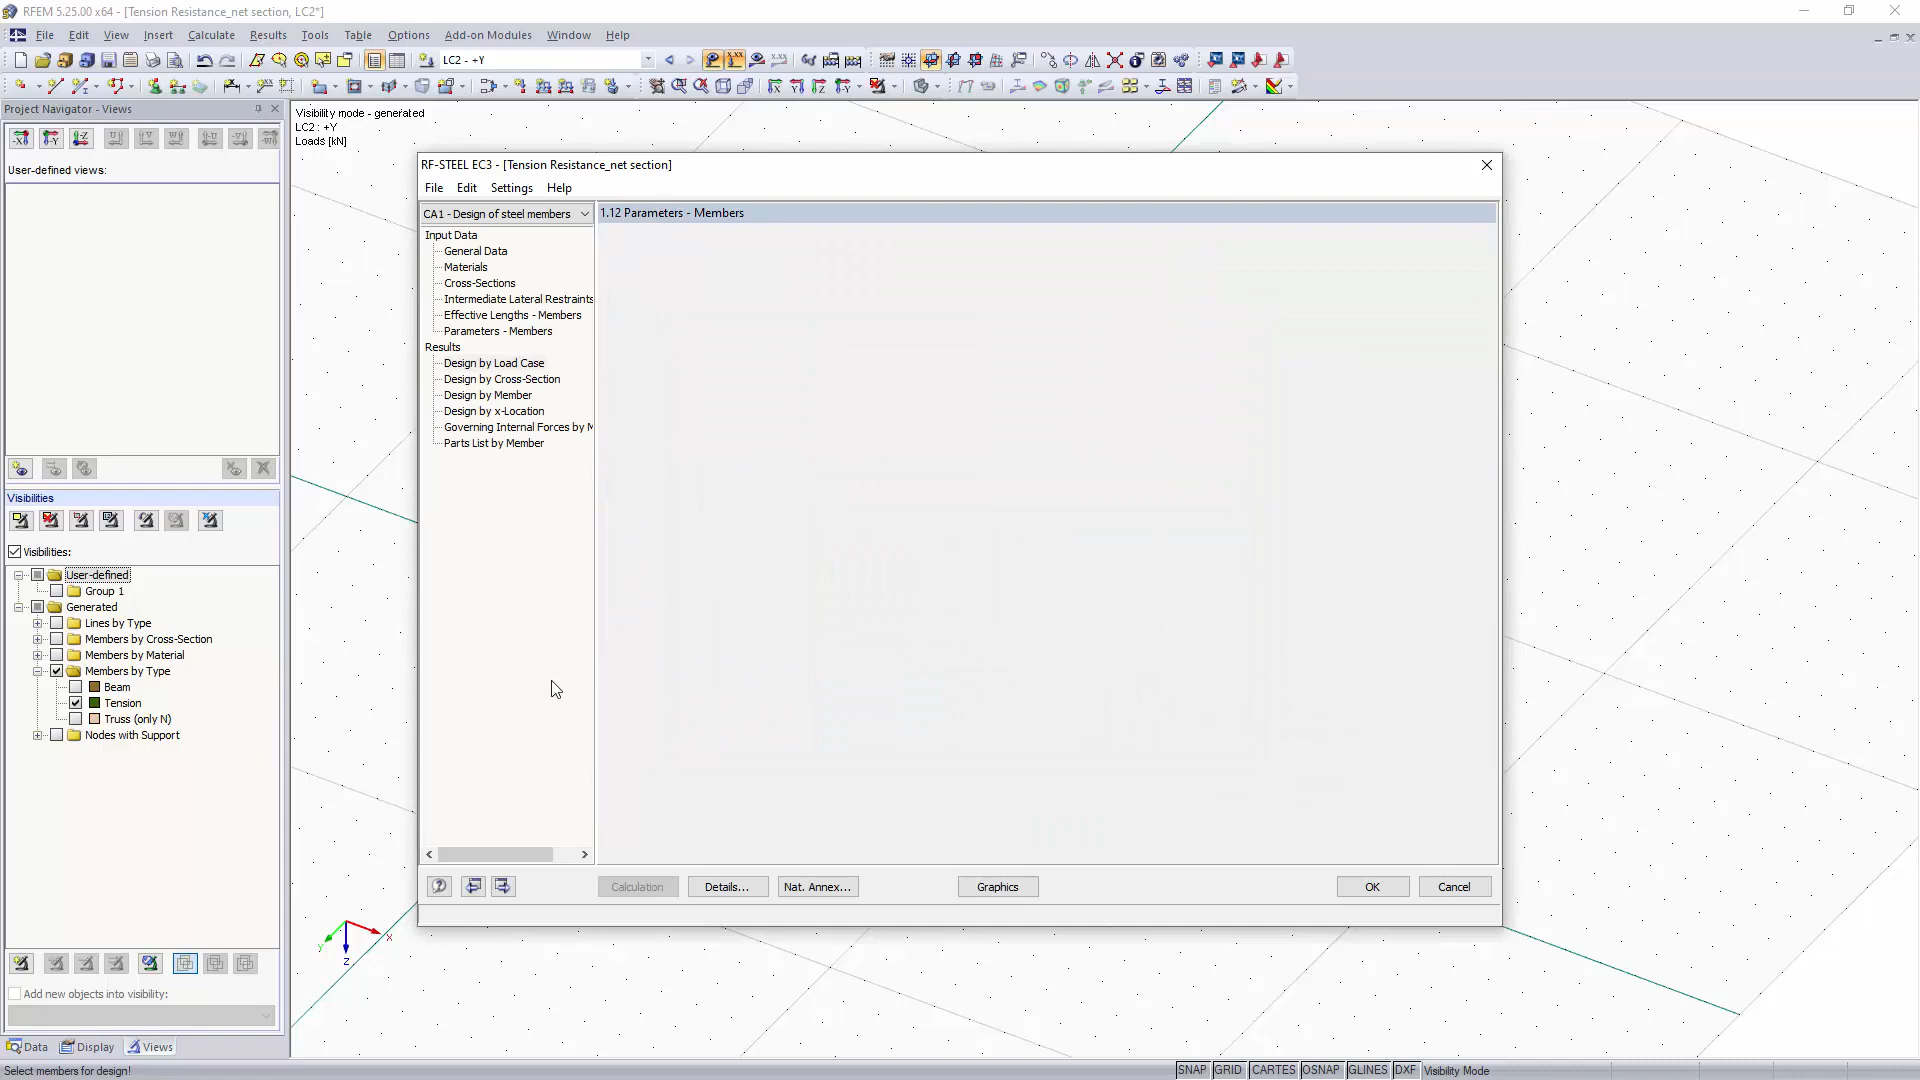 RFEM 5.25.00 x64 - [Tension Resistance_net section, LC2*]
File Edit View Insert Calculate Results Tools Table Options Add-on Modules Window Help
LC2 - +Y
Project Navigator - Views
User-defined views:
Visibilities
Visibilities:
User-defined
Group 1
Generated
Lines by Type
Members by Cross-Section
Members by Material
Members by Type
Beam
Tension
Truss (only N)
Nodes with Support
Add new objects into visibility:
Data Display Views
Select members for design!
Visibility mode - generated
LC2 : +Y
Loads [kN]
RF-STEEL EC3 - [Tension Resistance_net section]
File Edit Settings Help
CA1 - Design of steel members
1.12 Parameters - Members
Input Data
General Data
Materials
Cross-Sections
Intermediate Lateral Restraints
Effective Lengths - Members
Parameters - Members
Results
Design by Load Case
Design by Cross-Section
Design by Member
Design by x-Location
Governing Internal Forces by M
Parts List by Member
Calculation Details... Nat. Annex... Graphics OK Cancel
X
Y
Z
SNAP GRID CARTES OSNAP GLINES DXF Visibility Mode